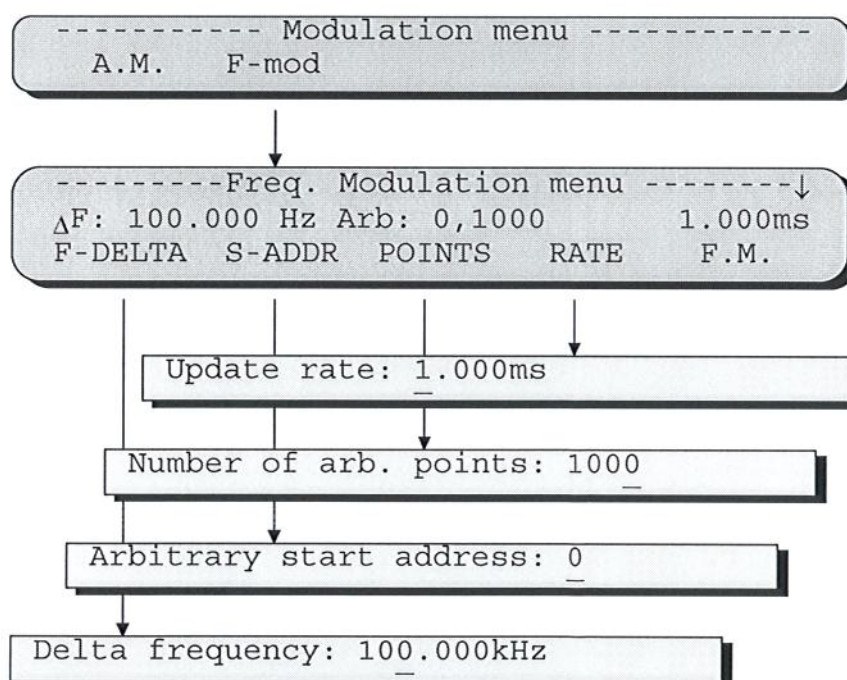 ----------- Modulation menu ------------
A.M. F-mod
---------Freq. Modulation menu --------↓
ΔF: 100.000 Hz Arb: 0,1000 1.000ms
F-DELTA S-ADDR POINTS RATE F.M.
Update rate: 1.000ms
Number of arb. points: 1000
Arbitrary start address: 0
Delta frequency: 100.000kHz